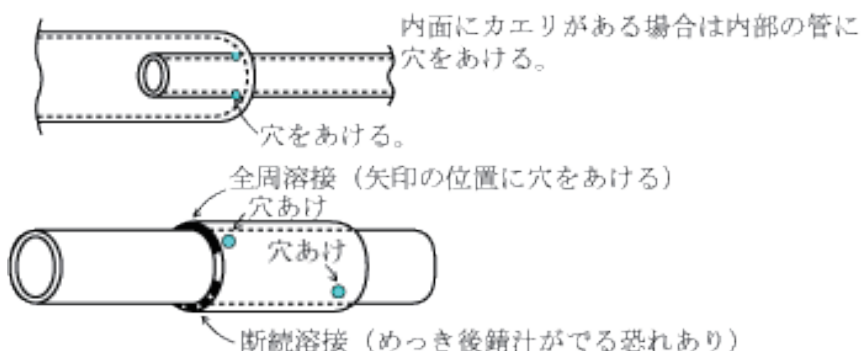 内面にカエリがある場合は内部の管に
穴をあける。
穴をあける。
全周溶接（矢印の位置に穴をあける）
穴あけ
穴あけ
断続溶接（めっき後錆汁がでる恐れあり）